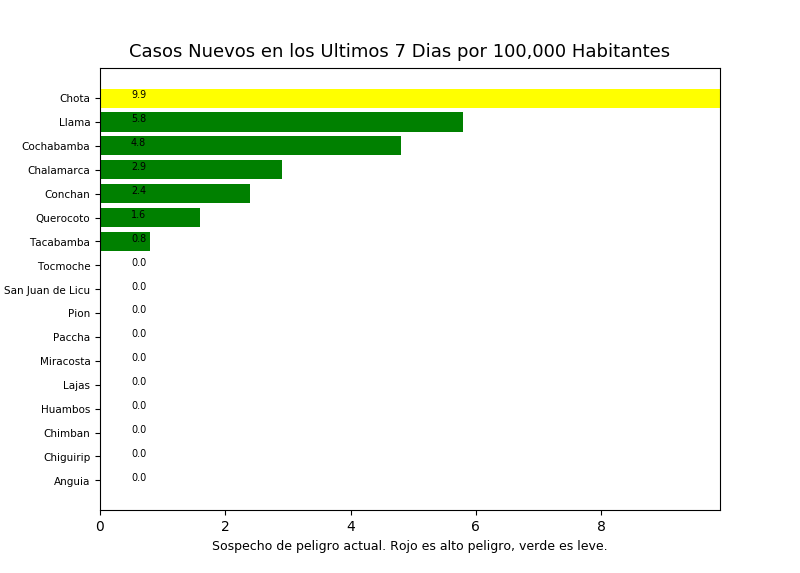 Casos Nuevos en los Ultimos 7 Dias por 100,000 Habitantes
Chota 9.9
Llama 5.8
Cochabamba 4.8
Chalamarca 2.9
Conchan 2.4
Querocoto 1.6
Tacabamba 0.8
Tocmoche 0.0
San Juan de Licu 0.0
Pion 0.0
Paccha 0.0
Miracosta 0.0
Lajas 0.0
Huambos 0.0
Chimban 0.0
Chiguirip 0.0
Anguia 0.0
0 2 4 6 8
Sospecho de peligro actual. Rojo es alto peligro, verde es leve.